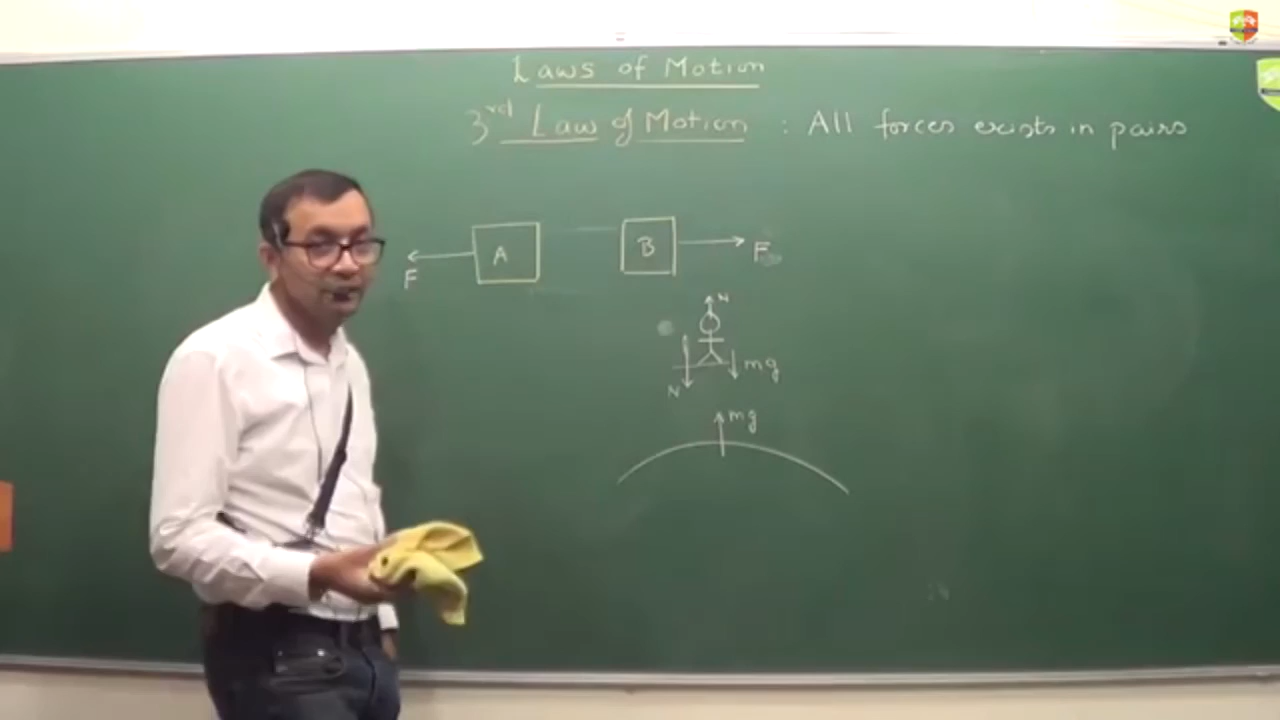 Laws of Motion
3rd Law of Motion : All forces exists in pairs
A
B
F
F
N
mg
N
mg